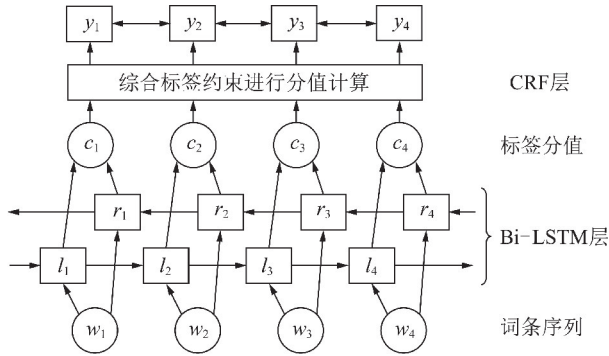 y1 y2 y3 y4
综合标签约束进行分值计算 CRF层
c1 c2 c3 c4 标签分值
r1 r2 r3 r4
Bi-LSTM层
l1 l2 l3 l4
w1 w2 w3 w4 词条序列